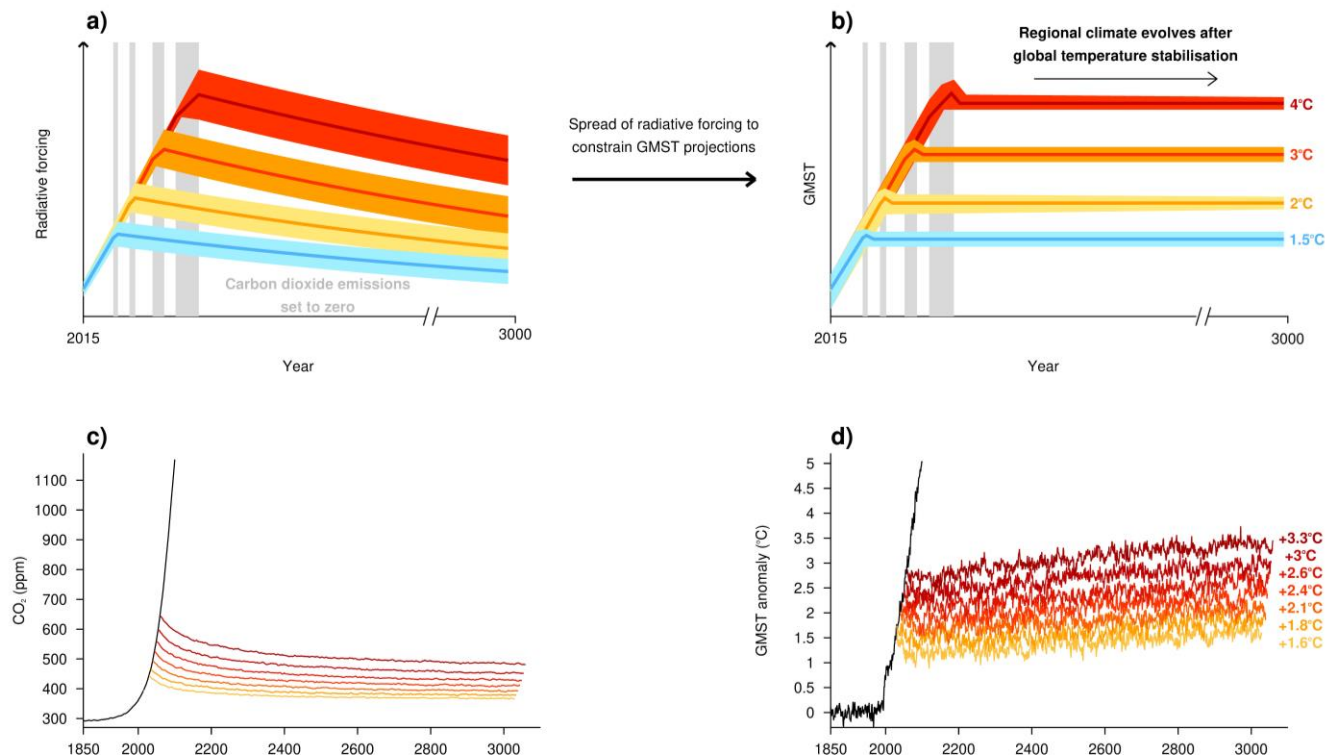 a)
Radiative forcing
Carbon dioxide emissions
set to zero
2015
3000
Year
Spread of radiative forcing to
constrain GMST projections
b)
Regional climate evolves after
global temperature stabilisation
GMST
4°C
3°C
2°C
1.5°C
2015
3000
Year
c)
CO₂ (ppm)
1100
1000
900
800
700
600
500
400
300
1850
2000
2200
2400
2600
2800
3000
d)
GMST anomaly (°C)
5
4.5
4
3.5
3
2.5
2
1.5
1
0.5
0
+3.3°C
+3°C
+2.6°C
+2.4°C
+2.1°C
+1.8°C
+1.6°C
1850
2000
2200
2400
2600
2800
3000